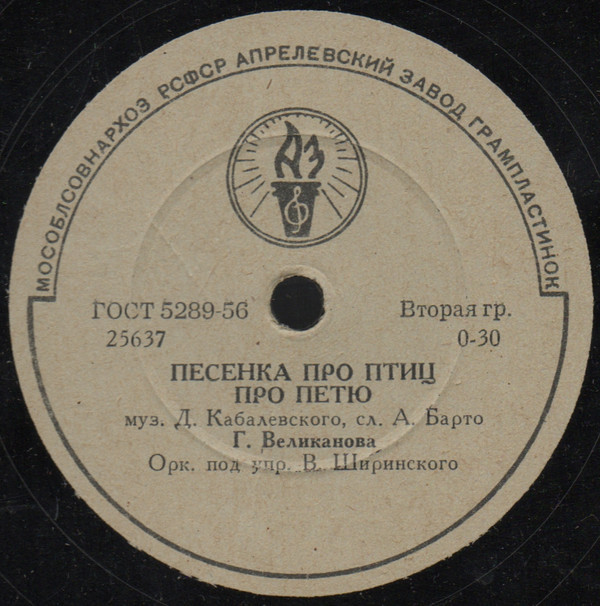 МОСОБЛСОВНАРХОЗ РСФСР АПРЕЛЕВСКИЙ ЗАВОД ГРАМПЛАСТИНОК
АЗ
ГОСТ 5289-56 Вторая гр.
25637 0-30
ПЕСЕНКА ПРО ПТИЦ
ПРО ПЕТЮ
муз. Д. Кабалевского, сл. А. Барто
Г. Великанова
Орк. под упр. В. Ширинского